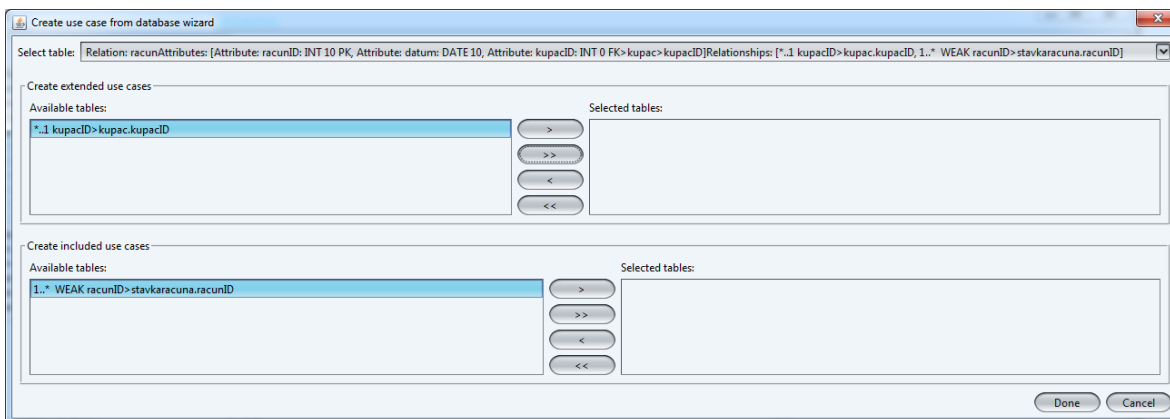 Create use case from database wizard
Select table: Relation: racunAttributes: [Attribute: racunID: INT 10 PK, Attribute: datum: DATE 10, Attribute: kupacID: INT 0 FK>kupac>kupacID]Relationships: [*..1 kupacID>kupac.kupacID, 1..* WEAK racunID>stavkaracuna.racunID]
Create extended use cases
Available tables: Selected tables:
*..1 kupacID>kupac.kupacID
>
>>
<
<<
Create included use cases
Available tables: Selected tables:
1..* WEAK racunID>stavkaracuna.racunID
>
>>
<
<<
Done Cancel